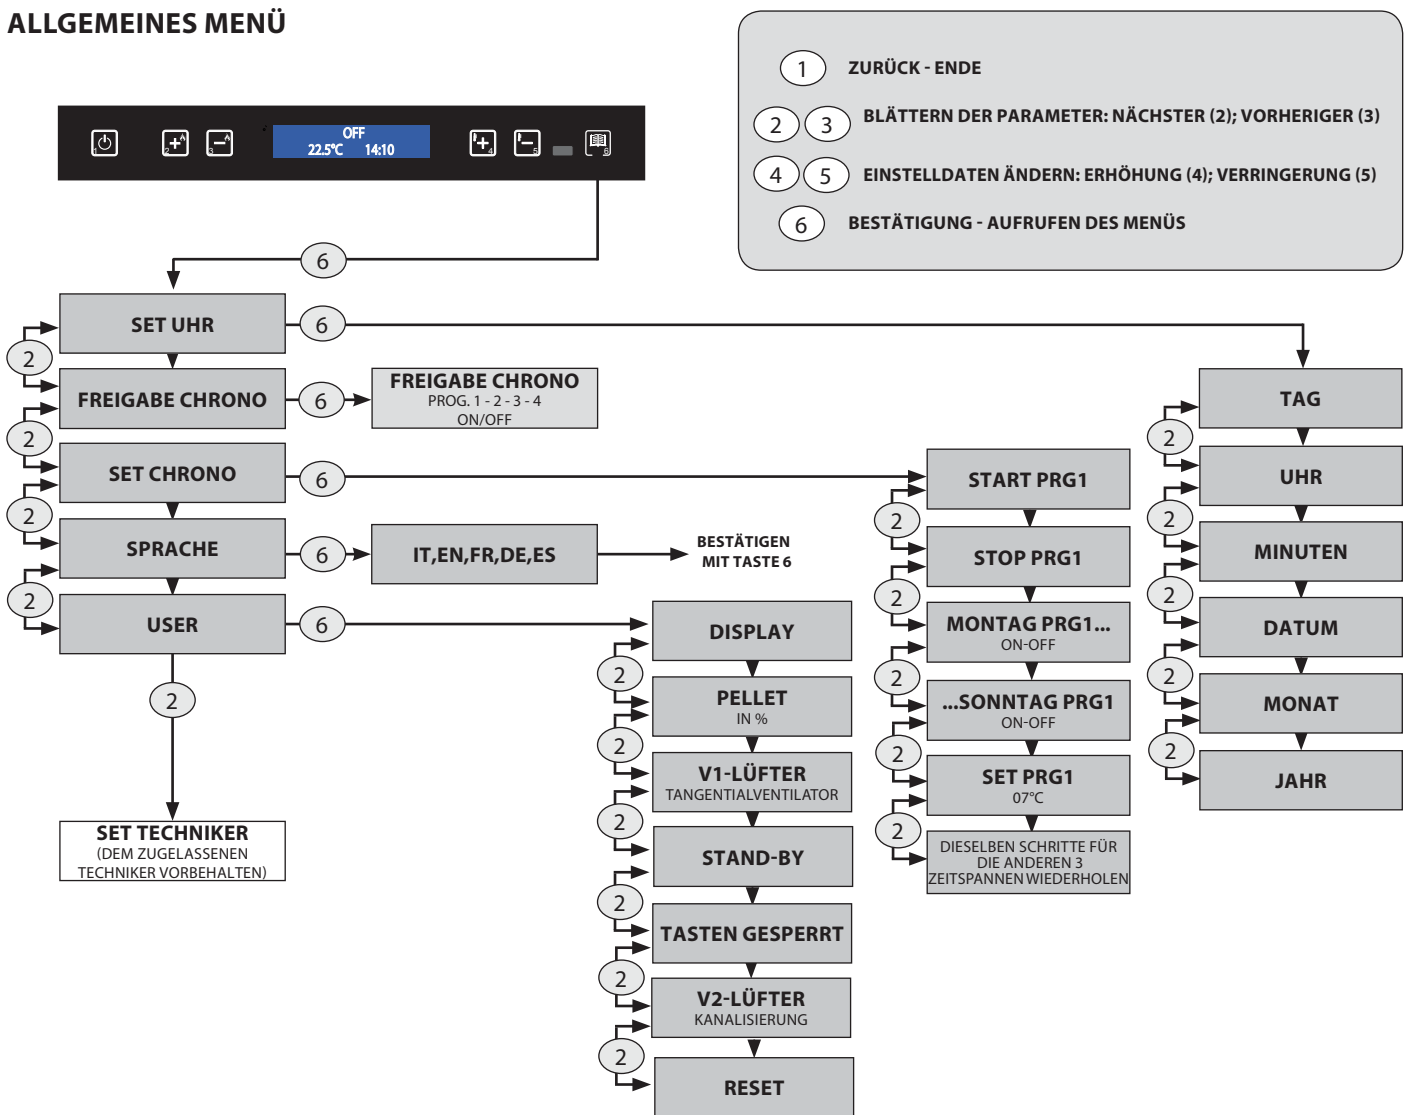 ALLGEMEINES MENÜ
1 ZURÜCK - ENDE
2 3 BLÄTTERN DER PARAMETER: NÄCHSTER (2); VORHERIGER (3)
4 5 EINSTELLDATEN ÄNDERN: ERHÖHUNG (4); VERRINGERUNG (5)
6 BESTÄTIGUNG - AUFRUFEN DES MENÜS
1 2 + 3 –
OFF
22.5°C 14:10
+ 4 – 5 6
6
SET UHR
6
2
FREIGABE CHRONO
6
FREIGABE CHRONO
PROG. 1 - 2 - 3 - 4
ON/OFF
2
SET CHRONO
6
2
SPRACHE
6
IT,EN,FR,DE,ES
BESTÄTIGEN
MIT TASTE 6
2
USER
6
2
SET TECHNIKER
(DEM ZUGELASSENEN
TECHNIKER VORBEHALTEN)
DISPLAY
2
PELLET
IN %
2
V1-LÜFTER
TANGENTIALVENTILATOR
2
STAND-BY
2
TASTEN GESPERRT
2
V2-LÜFTER
KANALISIERUNG
2
RESET
START PRG1
2
STOP PRG1
2
MONTAG PRG1...
ON-OFF
2
...SONNTAG PRG1
ON-OFF
2
SET PRG1
07°C
2
DIESELBEN SCHRITTE FÜR
DIE ANDEREN 3
ZEITSPANNEN WIEDERHOLEN
TAG
2
UHR
2
MINUTEN
2
DATUM
2
MONAT
2
JAHR